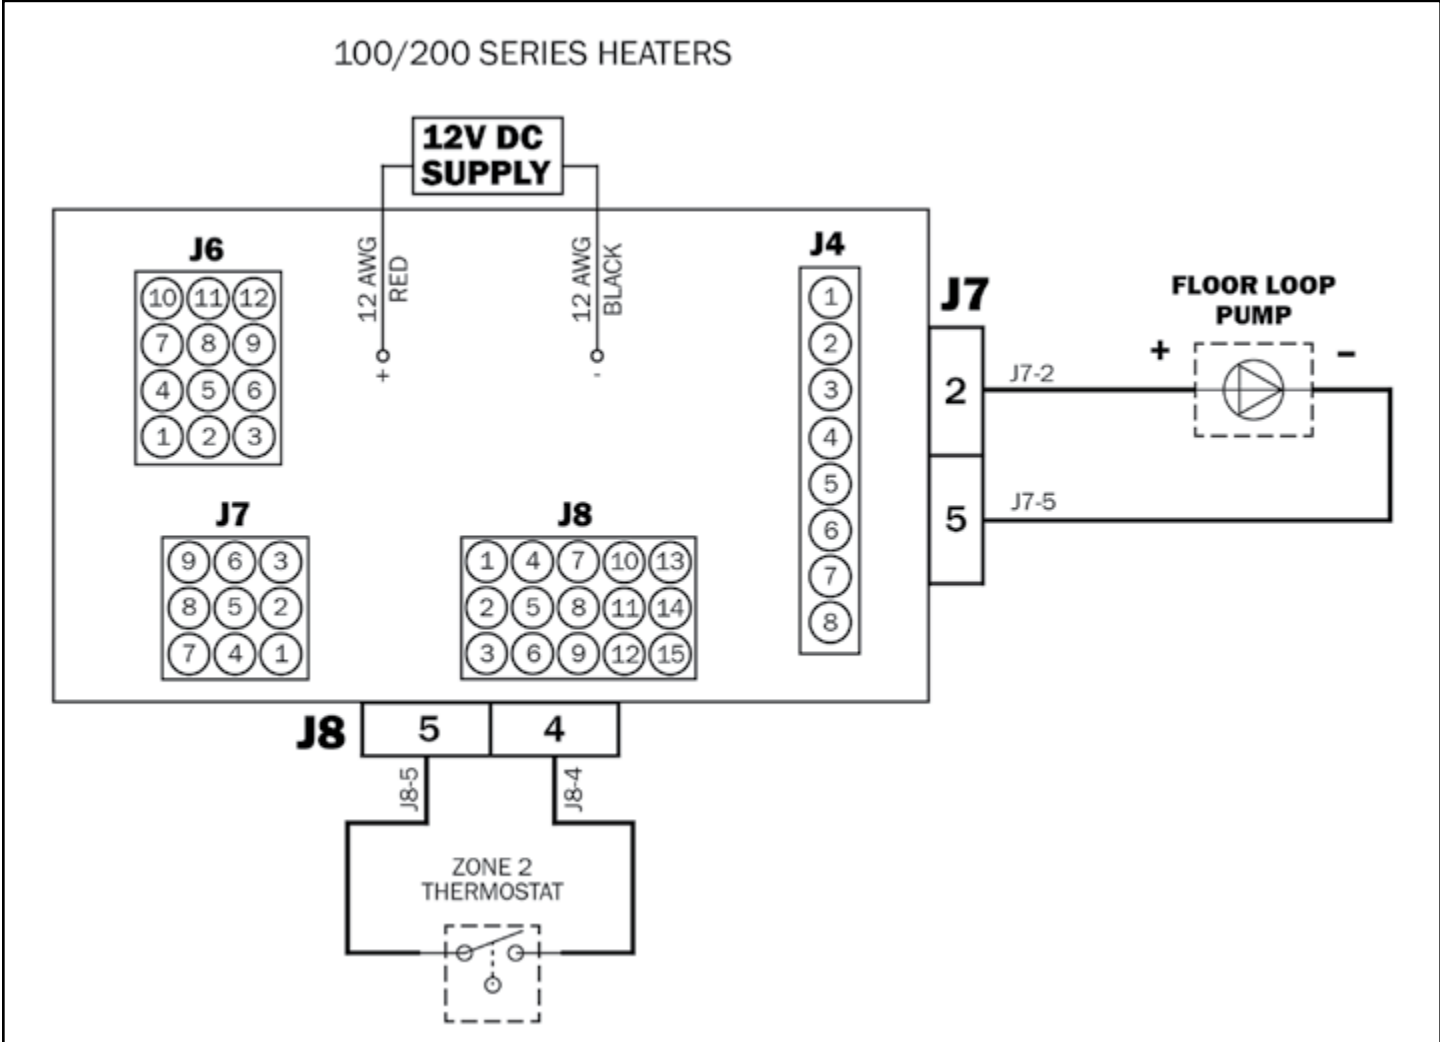 100/200 SERIES HEATERS
12V DC
SUPPLY
12 AWG
RED
12 AWG
BLACK
+
-
J6
10 11 12
7 8 9
4 5 6
1 2 3
J4
1
2
3
4
5
6
7
8
J7
2
5
J7-2
J7-5
FLOOR LOOP
PUMP
+
–
J7
9 6 3
8 5 2
7 4 1
J8
1 4 7 10 13
2 5 8 11 14
3 6 9 12 15
J8
5 4
J8-5
J8-4
ZONE 2
THERMOSTAT